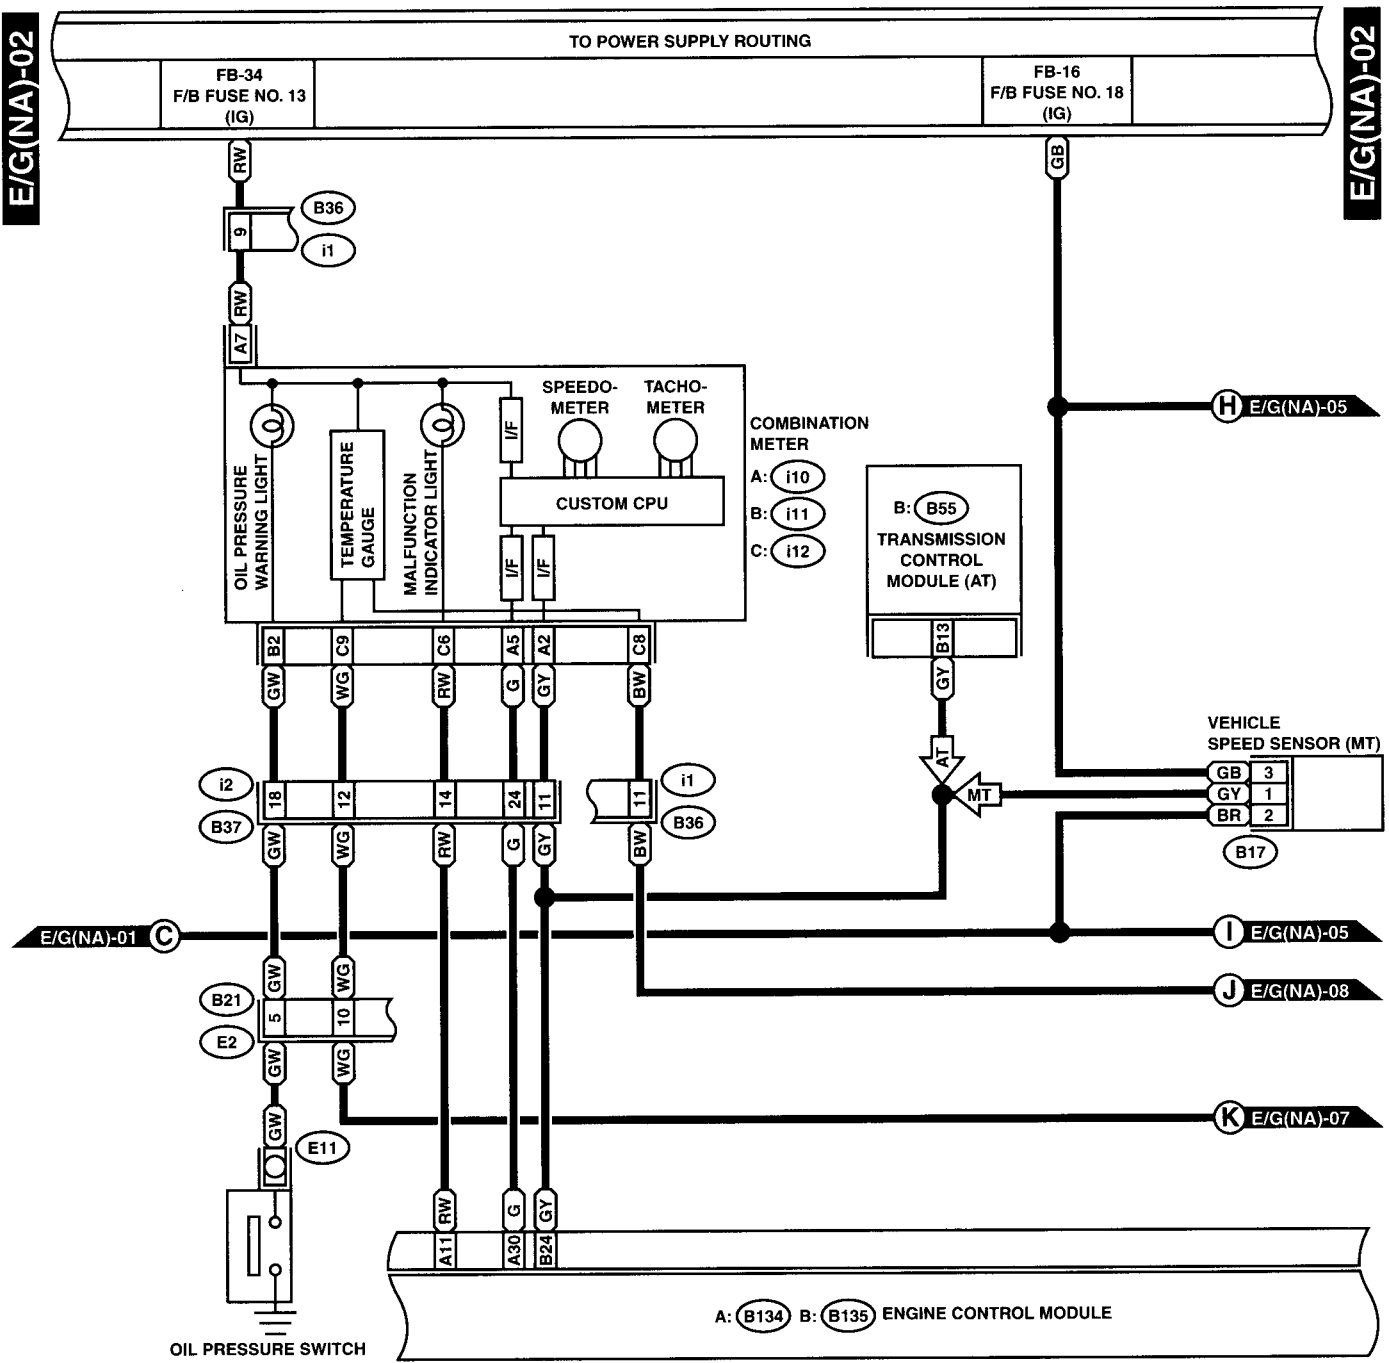 E/G(NA)-02
E/G(NA)-02
TO POWER SUPPLY ROUTING
FB-34
F/B FUSE NO. 13
(IG)
FB-16
F/B FUSE NO. 18
(IG)
RW
GB
9
B36
i1
RW
A7
H E/G(NA)-05
OIL PRESSURE
WARNING LIGHT
TEMPERATURE
GAUGE
MALFUNCTION
INDICATOR LIGHT
I/F
SPEEDO-
METER
TACHO-
METER
CUSTOM CPU
I/F
I/F
COMBINATION
METER
A: i10
B: i11
C: i12
B: B55
TRANSMISSION
CONTROL
MODULE (AT)
B13
GY
AT
MT
B2 C9 C6 A5 A2 C8
GW WG RW G GY BW
VEHICLE
SPEED SENSOR (MT)
GB 3
GY 1
BR 2
B17
i2
B37
18 12 14 24 11
11
i1
B36
GW WG RW G GY BW
E/G(NA)-01 C
I E/G(NA)-05
J E/G(NA)-08
GW WG
B21
E2
5 10
GW WG
K E/G(NA)-07
GW
E11
RW G GY
A11 A30 B24
A: B134 B: B135 ENGINE CONTROL MODULE
OIL PRESSURE SWITCH